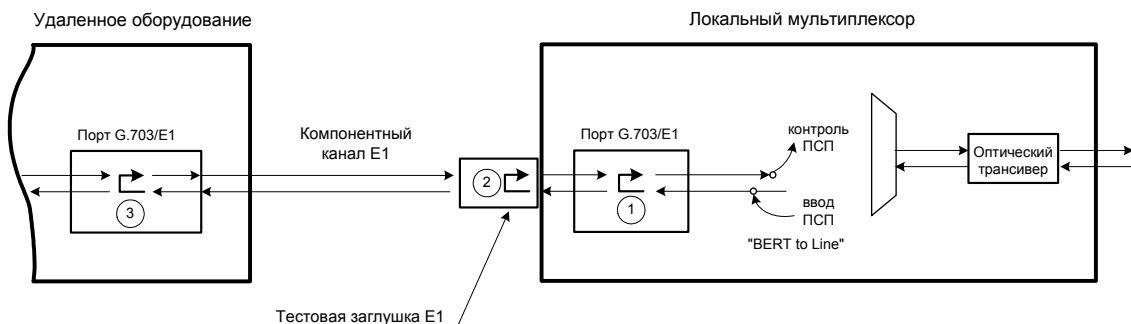 Удаленное оборудование
Локальный мультиплексор
Порт G.703/E1
Компонентный
канал E1
Порт G.703/E1
контроль
ПСП
Оптический
трансивер
2
3
1
ввод
ПСП
"BERT to Line"
Тестовая заглушка E1